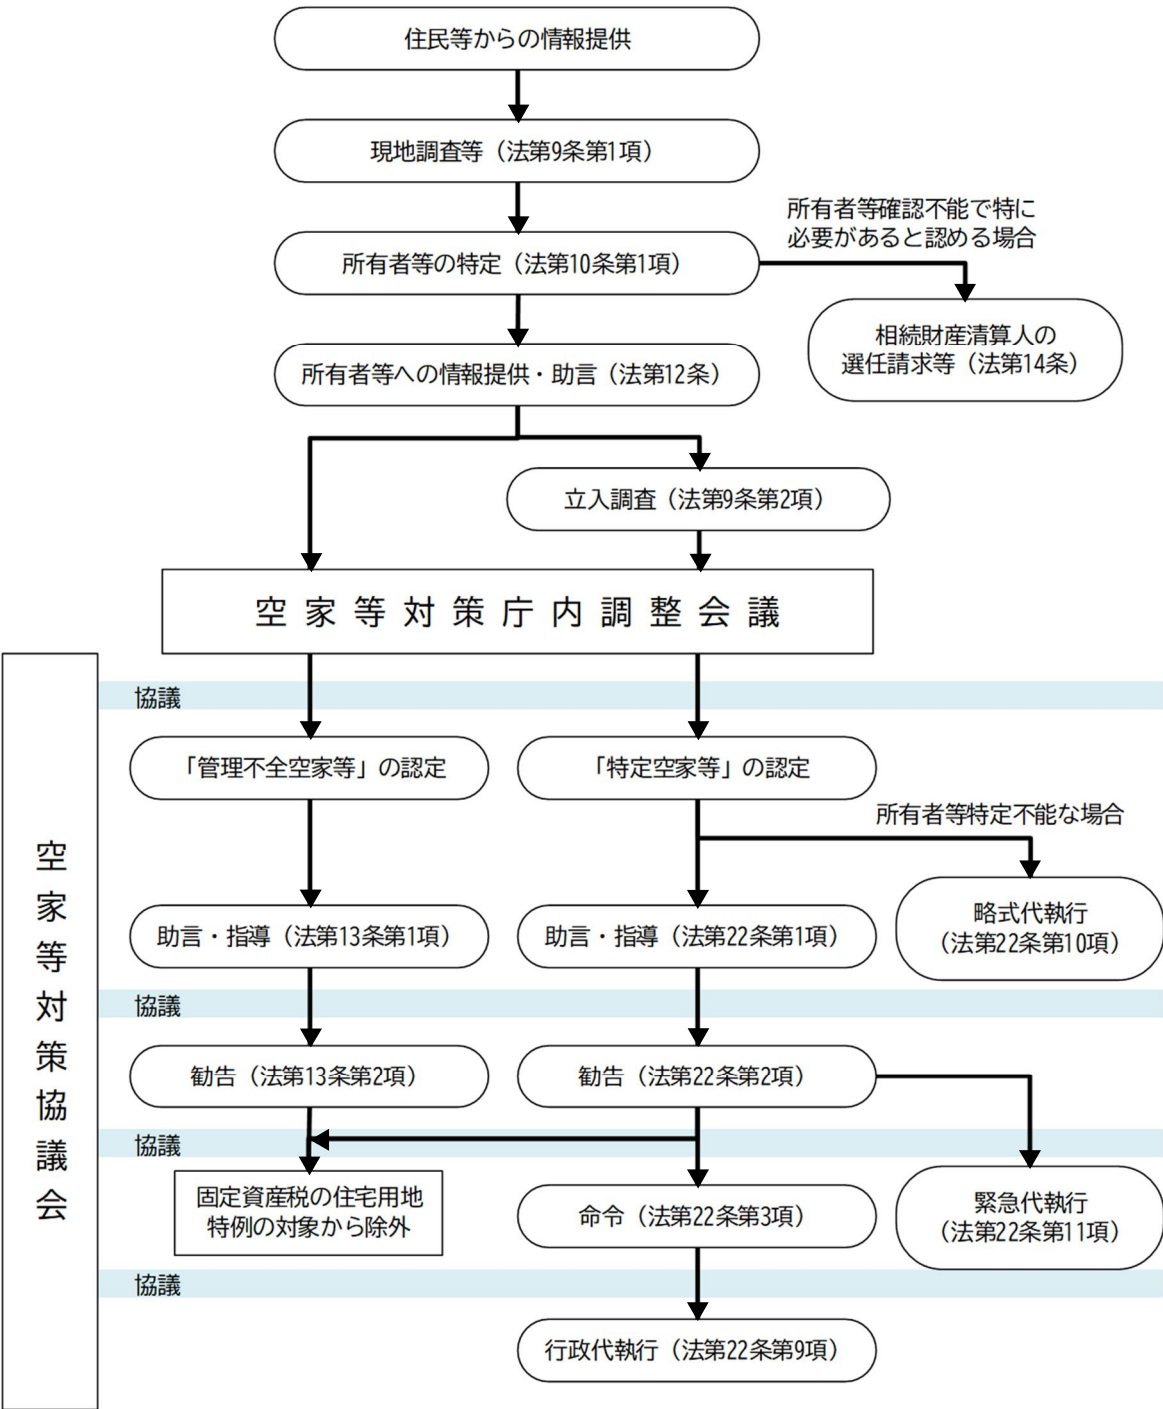 住民等からの情報提供
現地調査等（法第9条第1項）
所有者等確認不能で特に
必要があると認める場合
所有者等の特定（法第10条第1項）
相続財産清算人の
選任請求等（法第14条）
所有者等への情報提供・助言（法第12条）
立入調査（法第9条第2項）
空家等対策庁内調整会議
空家等対策協議会
協議
「管理不全空家等」の認定
「特定空家等」の認定
所有者等特定不能な場合
略式代執行
（法第22条第10項）
助言・指導（法第13条第1項）
助言・指導（法第22条第1項）
協議
勧告（法第13条第2項）
勧告（法第22条第2項）
協議
固定資産税の住宅用地
特例の対象から除外
命令（法第22条第3項）
緊急代執行
（法第22条第11項）
協議
行政代執行（法第22条第9項）